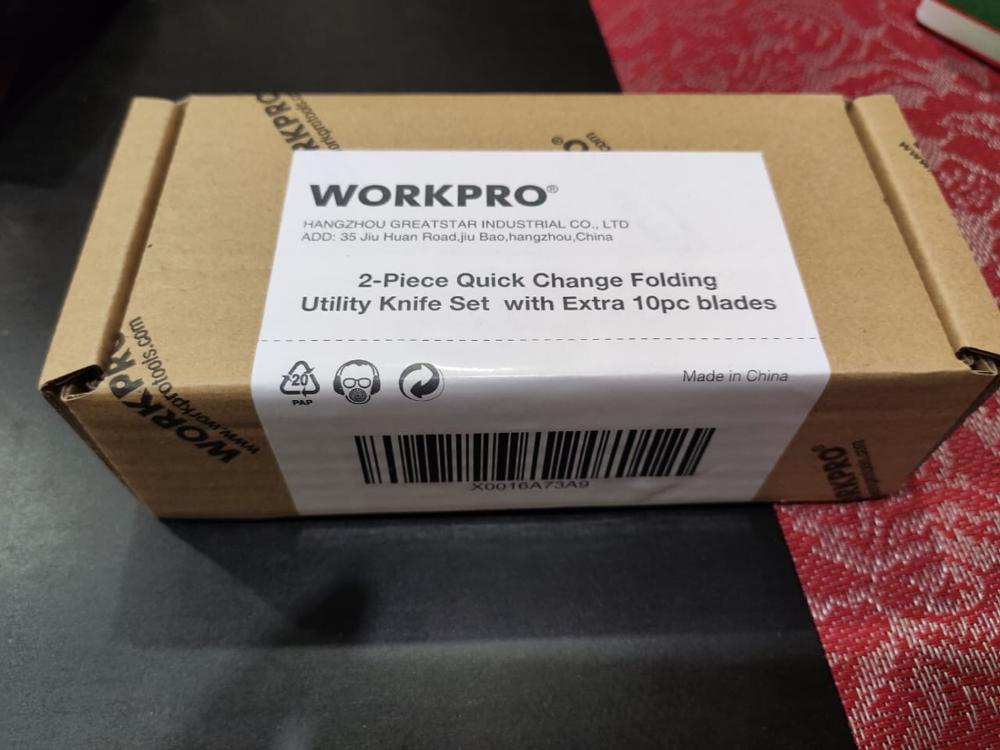 WORKPRO®
HANGZHOU GREATSTAR INDUSTRIAL CO., LTD
ADD: 35 Jiu Huan Road,jiu Bao,hangzhou,China
2-Piece Quick Change Folding
Utility Knife Set with Extra 10pc blades
20
PAP
Made in China
X0016A73A9
WORKPRO
www.workprotools.com
WORKPRO®